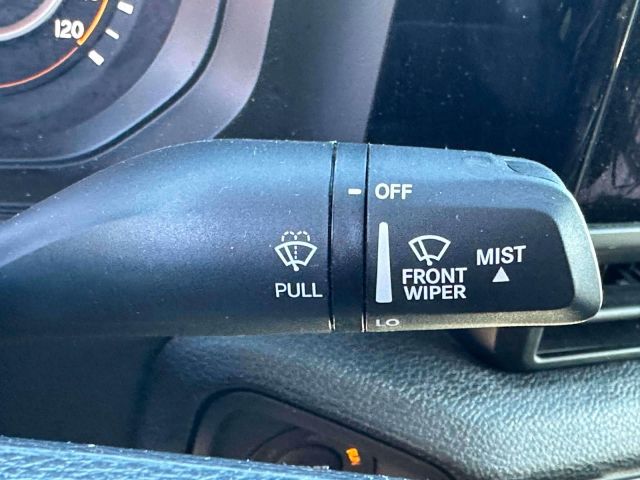 120
OFF
PULL
FRONT
WIPER
MIST
LO